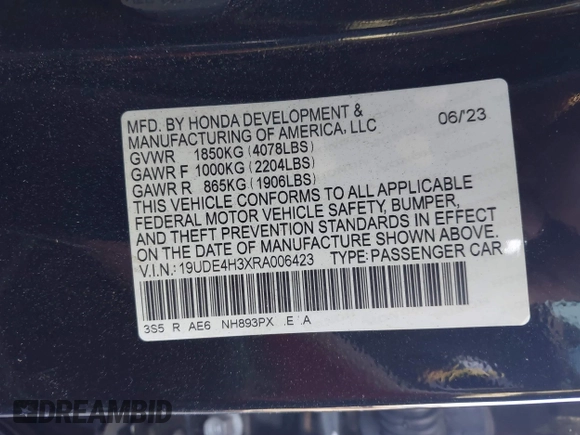 MFD. BY HONDA DEVELOPMENT & MANUFACTURING OF AMERICA, LLC 06/23
GVWR 1850KG (4078LBS)
GAWR F 1000KG (2204LBS)
GAWR R 865KG (1906LBS)
THIS VEHICLE CONFORMS TO ALL APPLICABLE
FEDERAL MOTOR VEHICLE SAFETY, BUMPER,
AND THEFT PREVENTION STANDARDS IN EFFECT
ON THE DATE OF MANUFACTURE SHOWN ABOVE.
V.I.N.: 19UDE4H3XRA006423 TYPE: PASSENGER CAR
3S5 R AE6 NH893PX .E .A
DREAMBID